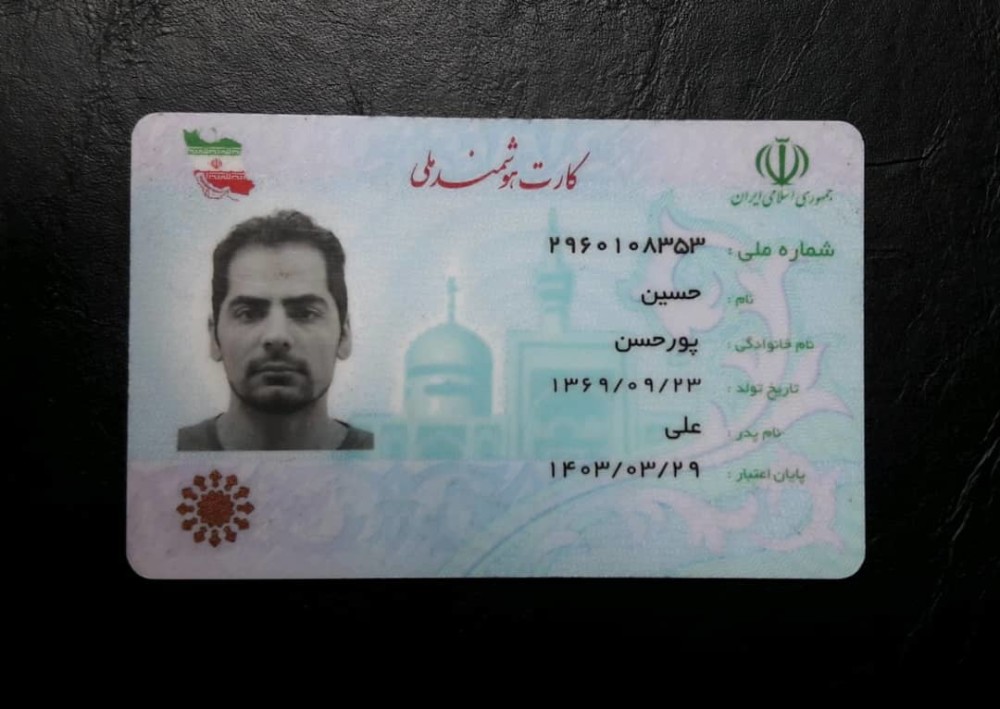 کارت هوشمند ملی
جمهوری اسلامی ایران
شماره ملی: ۲۹۶۰۱۰۸۳۵۳
نام: حسین
نام خانوادگی: پورحسن
تاریخ تولد: ۱۳۶۹/۰۹/۲۳
نام پدر: علی
پایان اعتبار: ۱۴۰۳/۰۳/۲۹